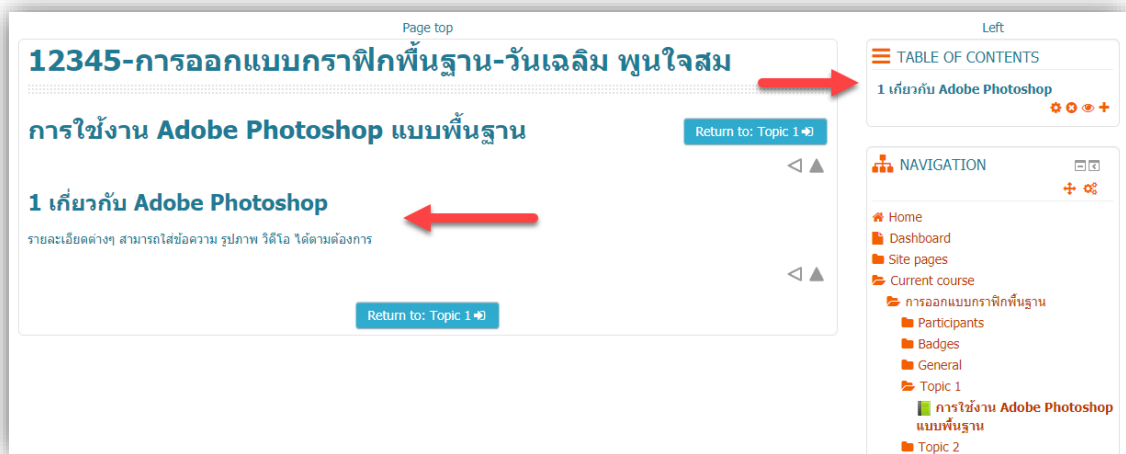 Page top
12345-การออกแบบกราฟิกพื้นฐาน-วันเฉลิม พูนใจสม
การใช้งาน Adobe Photoshop แบบพื้นฐาน
Return to: Topic 1
1 เกี่ยวกับ Adobe Photoshop
รายละเอียดต่างๆ สามารถใส่ข้อความ รูปภาพ วิดีโอ ได้ตามต้องการ
Return to: Topic 1
Left
TABLE OF CONTENTS
1 เกี่ยวกับ Adobe Photoshop
NAVIGATION
Home
Dashboard
Site pages
Current course
การออกแบบกราฟิกพื้นฐาน
Participants
Badges
General
Topic 1
การใช้งาน Adobe Photoshop
แบบพื้นฐาน
Topic 2